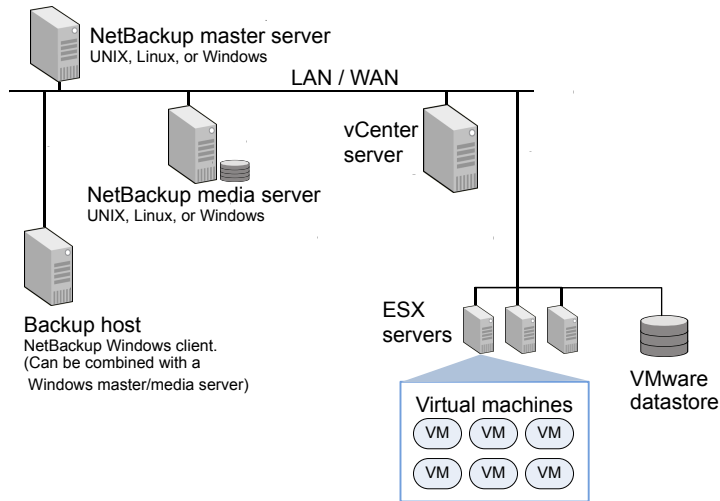 NetBackup master server
UNIX, Linux, or Windows
LAN / WAN
vCenter
server
NetBackup media server
UNIX, Linux, or Windows
Backup host
NetBackup Windows client.
(Can be combined with a
Windows master/media server)
ESX
servers
VMware
datastore
Virtual machines
VM VM VM
VM VM VM